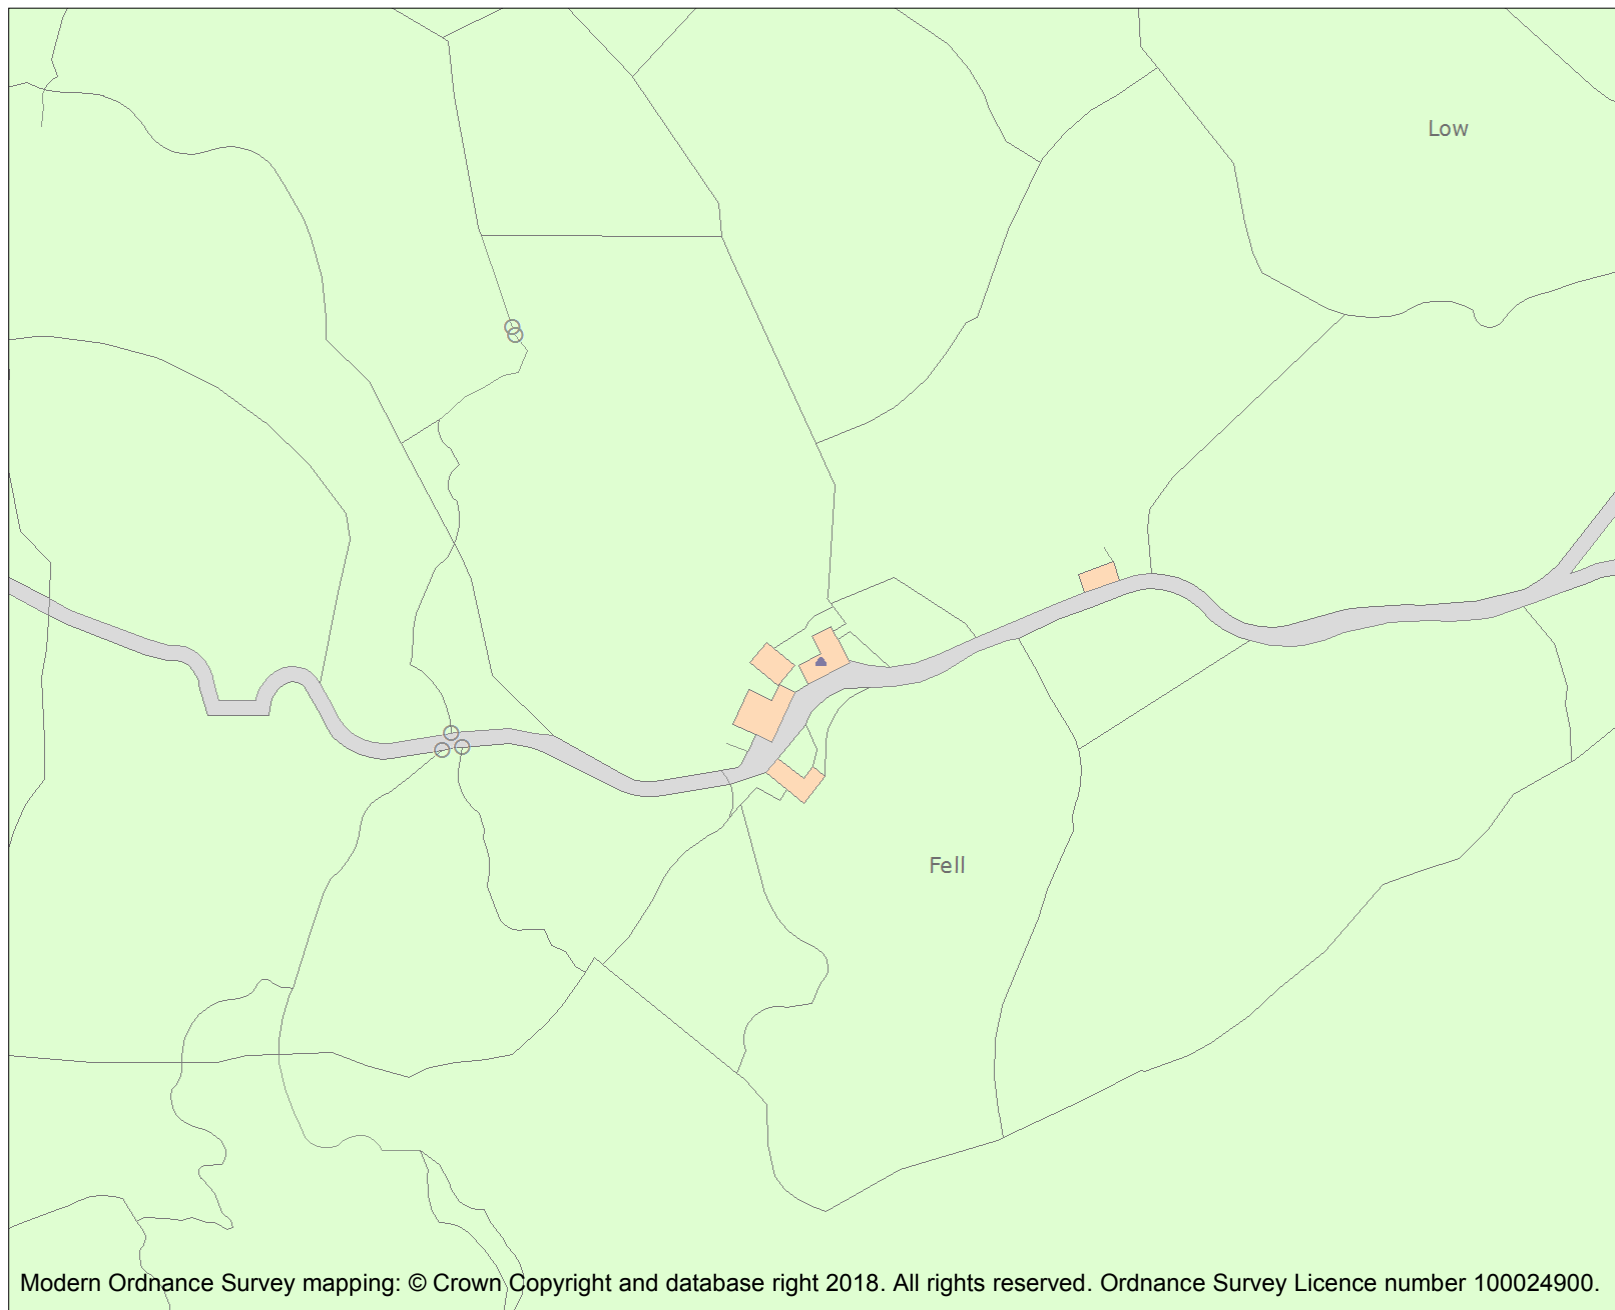 Low
Fell
Modern Ordnance Survey mapping: © Crown Copyright and database right 2018. All rights reserved. Ordnance Survey Licence number 100024900.